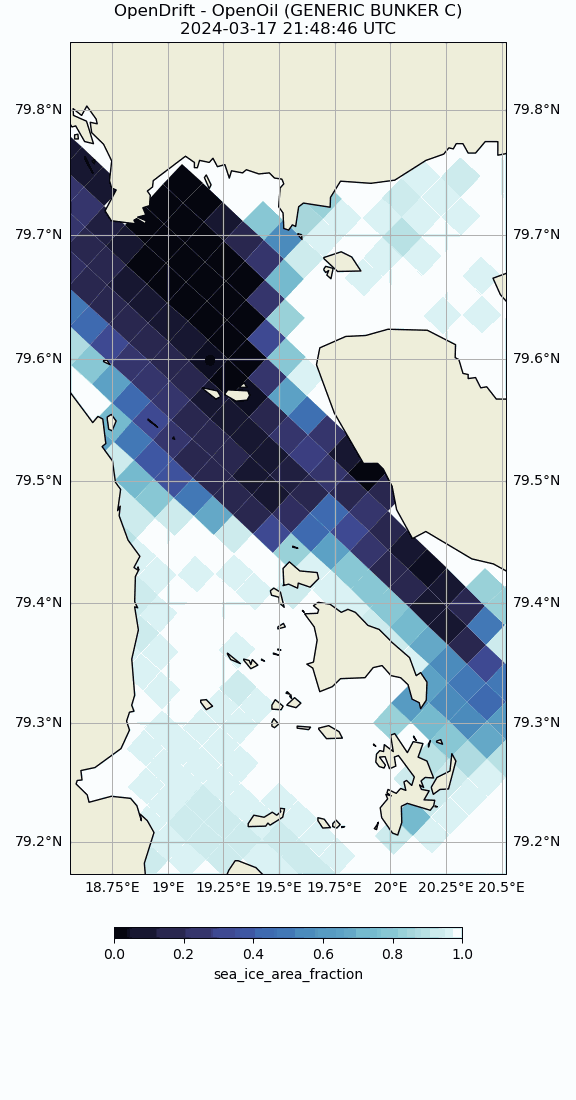 OpenDrift - OpenOil (GENERIC BUNKER C)
2024-03-17 21:48:46 UTC
79.8°N 79.8°N
79.7°N 79.7°N
79.6°N 79.6°N
79.5°N 79.5°N
79.4°N 79.4°N
79.3°N 79.3°N
79.2°N 79.2°N
18.75°E 19°E 19.25°E 19.5°E 19.75°E 20°E 20.25°E 20.5°E
0.0 0.2 0.4 0.6 0.8 1.0
sea_ice_area_fraction